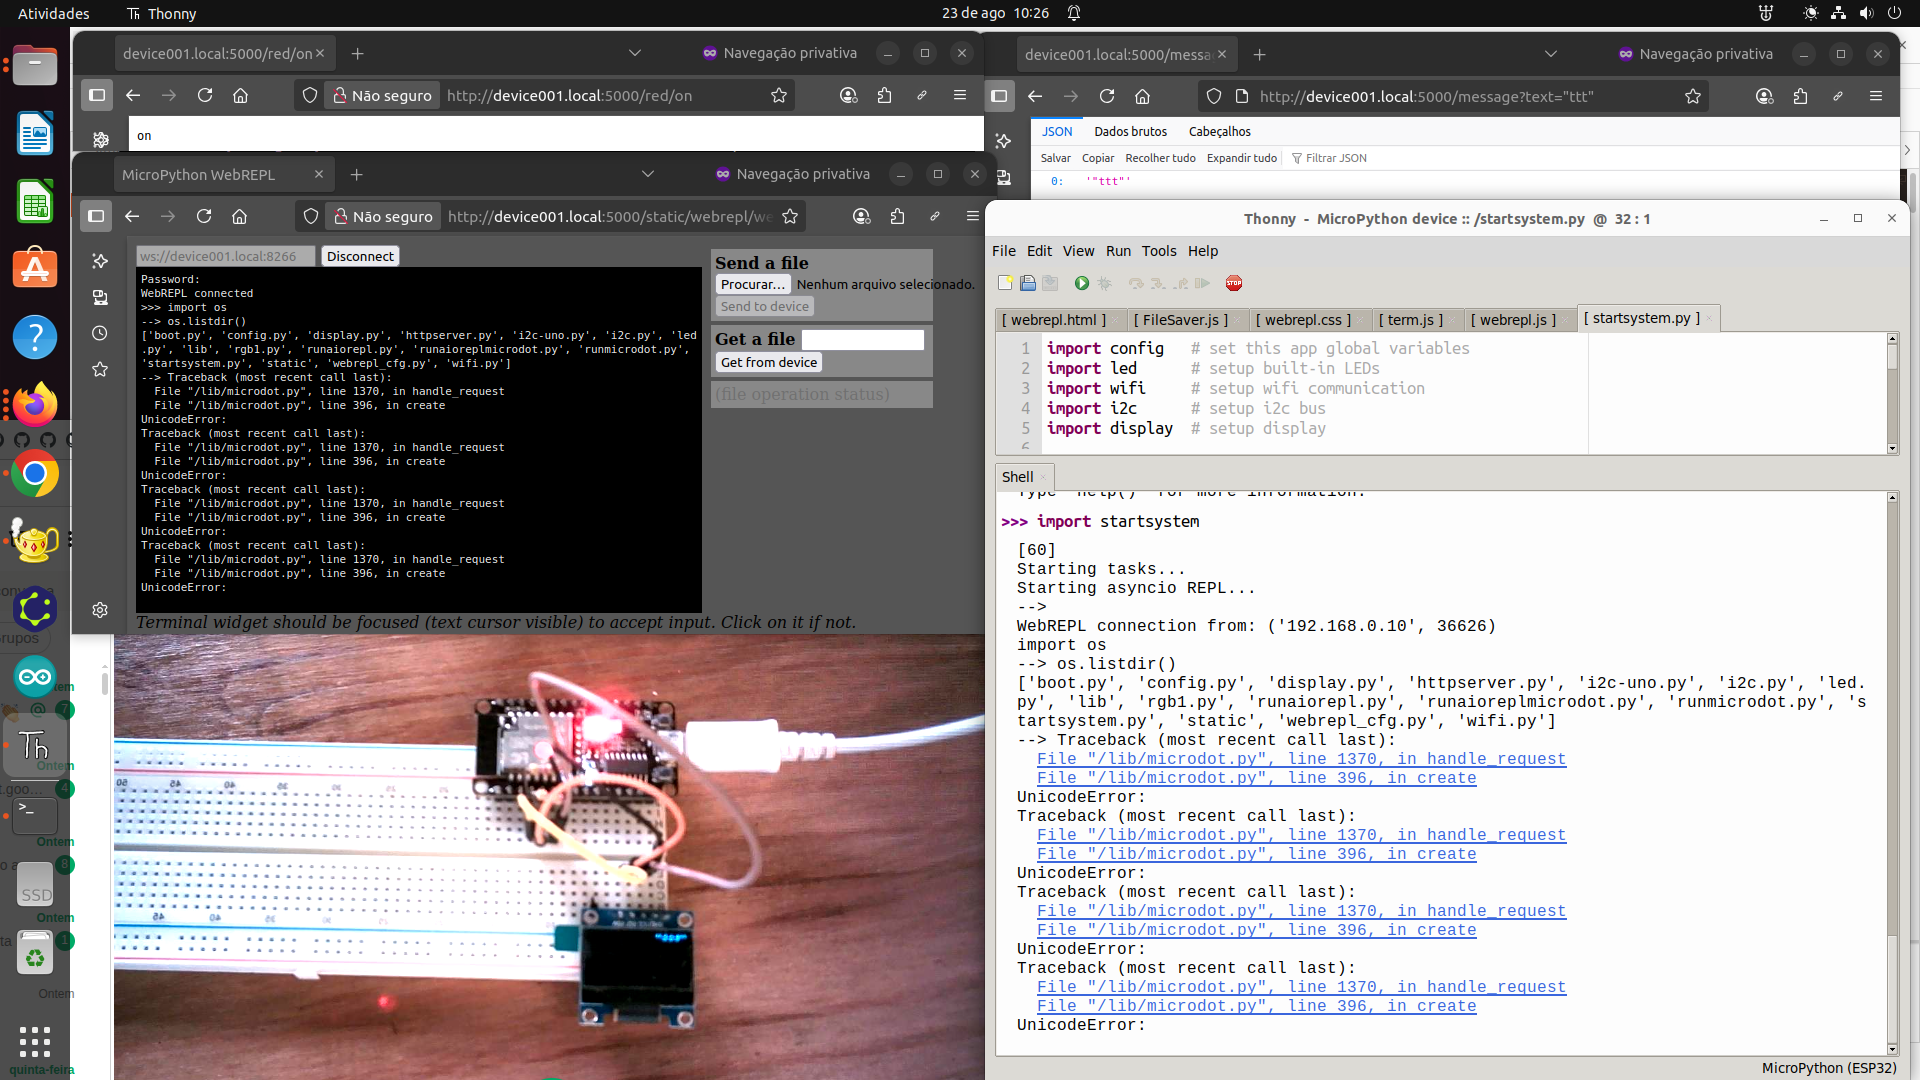 Atividades
Thonny
23 de ago 10:26
device001.local:5000/red/on
Navegação privativa
Não seguro
http://device001.local:5000/red/on
on
device001.local:5000/messa
Navegação privativa
http://device001.local:5000/message?text="ttt"
JSON
Dados brutos
Cabeçalhos
Salvar
Copiar
Recolher tudo
Expandir tudo
Filtrar JSON
0: '"ttt"'
MicroPython WebREPL
Navegação privativa
Não seguro
http://device001.local:5000/static/webrepl/we
ws://device001.local:8266
Disconnect
Password:
WebREPL connected
>>> import os
--> os.listdir()
['boot.py', 'config.py', 'display.py', 'httpserver.py', 'i2c-uno.py', 'i2c.py', 'led
.py', 'lib', 'rgb1.py', 'runaiorepl.py', 'runaioreplmicrodot.py', 'runmicrodot.py',
'startsystem.py', 'static', 'webrepl_cfg.py', 'wifi.py']
--> Traceback (most recent call last):
File "/lib/microdot.py", line 1370, in handle_request
File "/lib/microdot.py", line 396, in create
UnicodeError:
Traceback (most recent call last):
File "/lib/microdot.py", line 1370, in handle_request
File "/lib/microdot.py", line 396, in create
UnicodeError:
Traceback (most recent call last):
File "/lib/microdot.py", line 1370, in handle_request
File "/lib/microdot.py", line 396, in create
UnicodeError:
Traceback (most recent call last):
File "/lib/microdot.py", line 1370, in handle_request
File "/lib/microdot.py", line 396, in create
UnicodeError:
Terminal widget should be focused (text cursor visible) to accept input. Click on it if not.
Send a file
Procurar... Nenhum arquivo selecionado.
Send to device
Get a file
Get from device
(file operation status)
Thonny - MicroPython device :: /startsystem.py @ 32 : 1
File Edit View Run Tools Help
STOP
[ webrepl.html ]
[ FileSaver.js ]
[ webrepl.css ]
[ term.js ]
[ webrepl.js ]
[ startsystem.py ]
1 import config # set this app global variables
2 import led # setup built-in LEDs
3 import wifi # setup wifi communication
4 import i2c # setup i2c bus
5 import display # setup display
6
Shell
Type "help()" for more information.
>>> import startsystem
[60]
Starting tasks...
Starting asyncio REPL...
-->
WebREPL connection from: ('192.168.0.10', 36626)
import os
--> os.listdir()
['boot.py', 'config.py', 'display.py', 'httpserver.py', 'i2c-uno.py', 'i2c.py', 'led.
py', 'lib', 'rgb1.py', 'runaiorepl.py', 'runaioreplmicrodot.py', 'runmicrodot.py', 's
tartsystem.py', 'static', 'webrepl_cfg.py', 'wifi.py']
--> Traceback (most recent call last):
File "/lib/microdot.py", line 1370, in handle_request
File "/lib/microdot.py", line 396, in create
UnicodeError:
Traceback (most recent call last):
File "/lib/microdot.py", line 1370, in handle_request
File "/lib/microdot.py", line 396, in create
UnicodeError:
Traceback (most recent call last):
File "/lib/microdot.py", line 1370, in handle_request
File "/lib/microdot.py", line 396, in create
UnicodeError:
Traceback (most recent call last):
File "/lib/microdot.py", line 1370, in handle_request
File "/lib/microdot.py", line 396, in create
UnicodeError:
MicroPython (ESP32)
Th
SSD
7
4
8
1
Ontem
Ontem
Ontem
quinta-feira